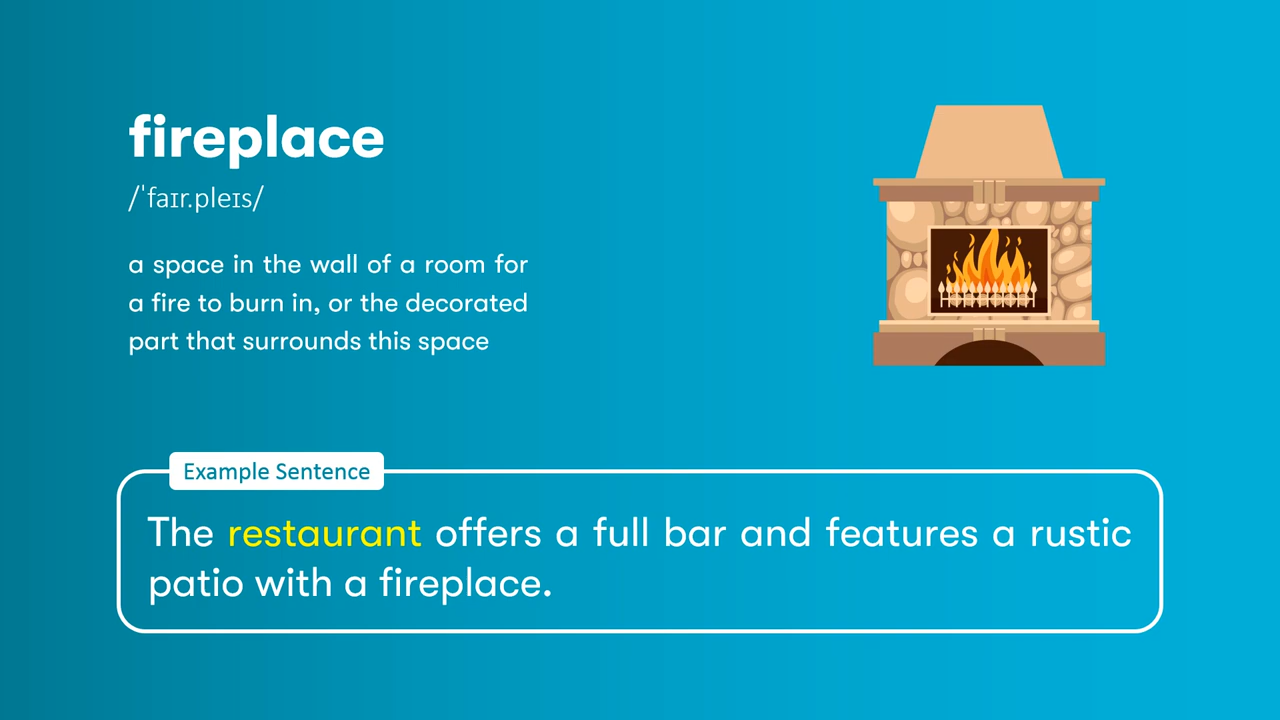 fireplace
/ˈfaɪr.pleɪs/
a space in the wall of a room for
a fire to burn in, or the decorated
part that surrounds this space
Example Sentence
The restaurant offers a full bar and features a rustic
patio with a fireplace.